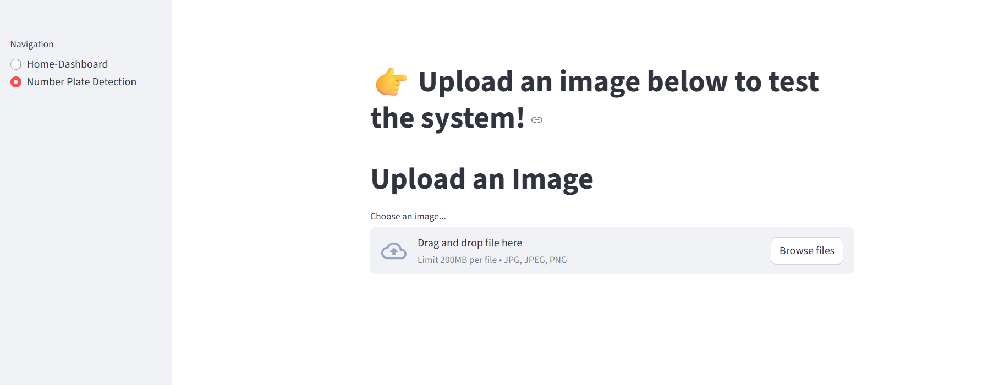 Navigation
Home-Dashboard
Number Plate Detection
👉 Upload an image below to test
the system!
Upload an Image
Choose an image...
Drag and drop file here
Limit 200MB per file • JPG, JPEG, PNG
Browse files